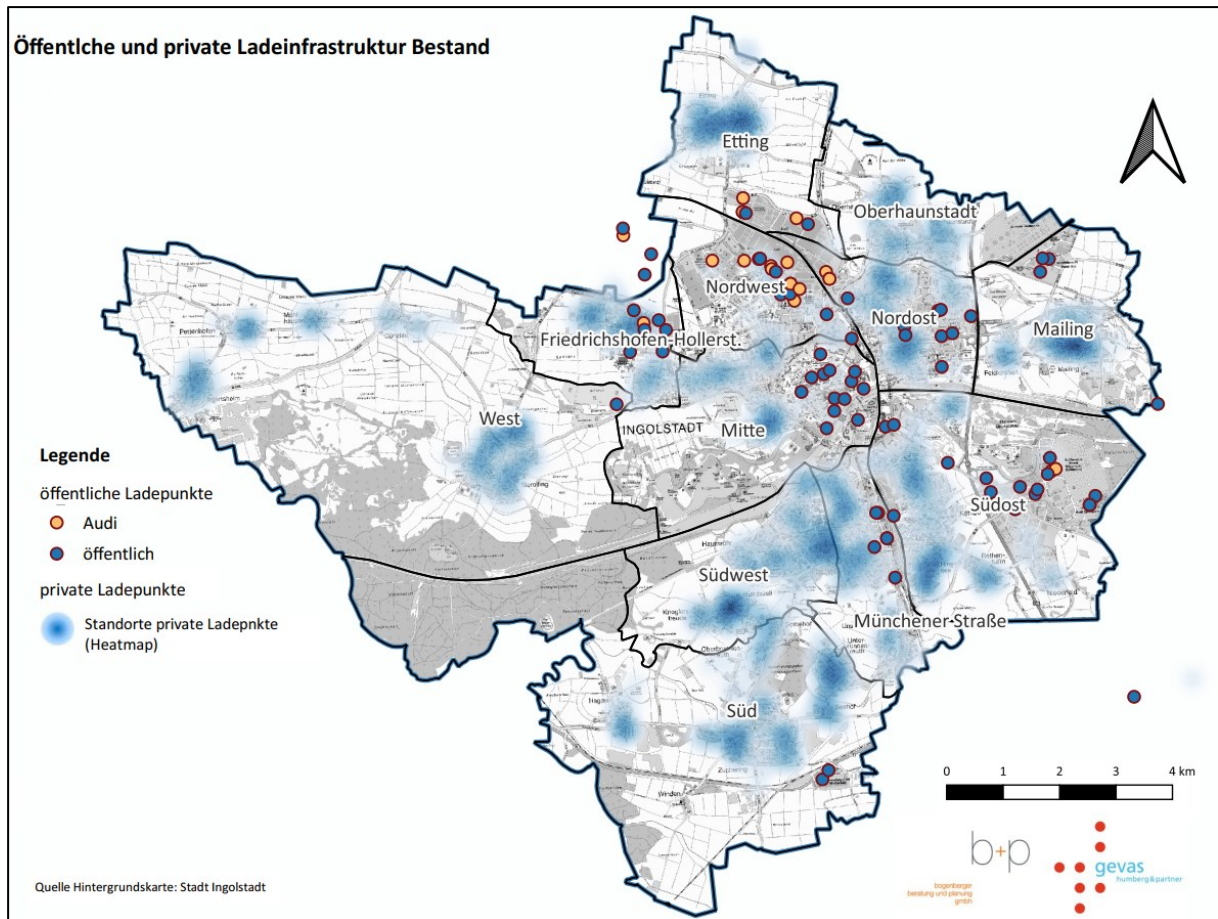 Öffentlche und private Ladeinfrastruktur Bestand
Etting
Oberhaunstadt
Nordwest
Nordost
Mailing
Friedrichshofen-Hollerst.
West
INGOLSTADT
Mitte
Südost
Südwest
Münchener Straße
Süd
Legende
öffentliche Ladepunkte
Audi
öffentlich
private Ladepunkte
Standorte private Ladepnkte
(Heatmap)
0 1 2 3 4 km
b+p
bogenberger
beratung und planung
gmbh
gevas
humberg&partner
Quelle Hintergrundskarte: Stadt Ingolstadt